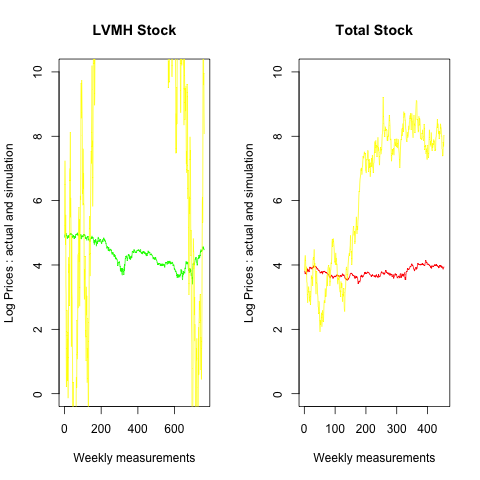 LVMH Stock
Log Prices : actual and simulation
0 2 4 6 8 10
0 200 400 600
Weekly measurements
Total Stock
Log Prices : actual and simulation
0 2 4 6 8 10
0 100 200 300 400
Weekly measurements